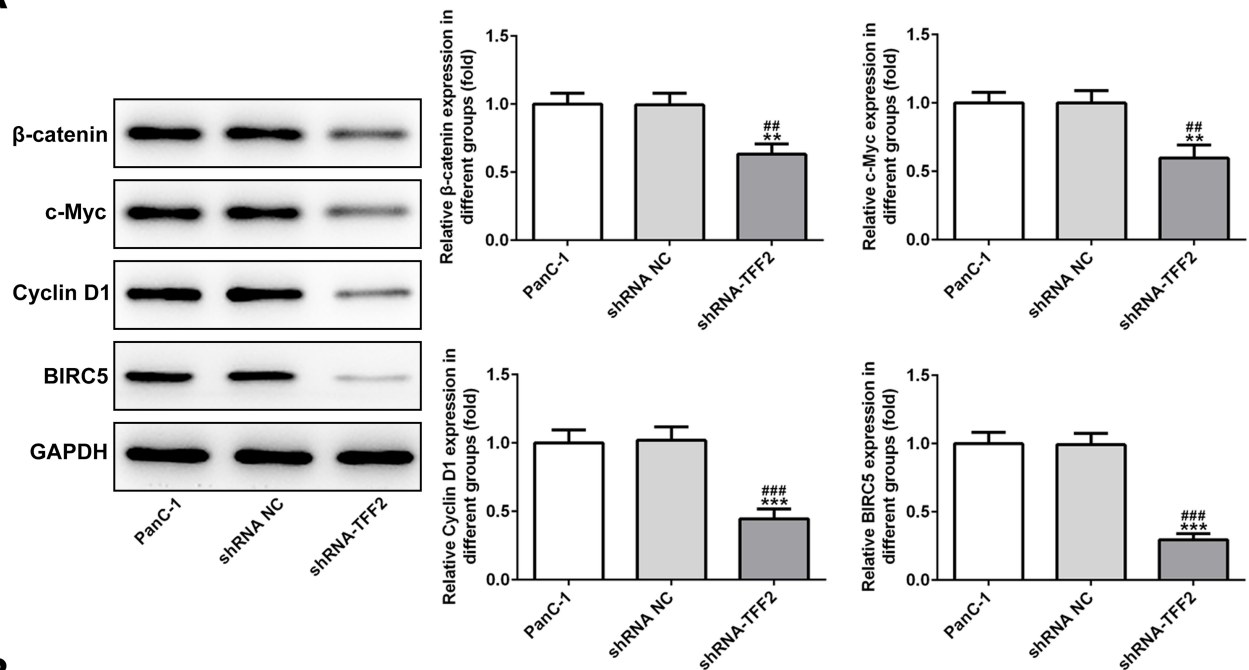 β-catenin
c-Myc
Cyclin D1
BIRC5
GAPDH
PanC-1
shRNA NC
shRNA-TFF2
Relative β-catenin expression in
different groups (fold)
1.5
1.0
0.5
0.0
##
**
PanC-1
shRNA NC
shRNA-TFF2
Relative c-Myc expression in
different groups (fold)
1.5
1.0
0.5
0.0
##
**
PanC-1
shRNA NC
shRNA-TFF2
Relative Cyclin D1 expression in
different groups (fold)
1.5
1.0
0.5
0.0
###
***
PanC-1
shRNA NC
shRNA-TFF2
Relative BIRC5 expression in
different groups (fold)
1.5
1.0
0.5
0.0
###
***
PanC-1
shRNA NC
shRNA-TFF2